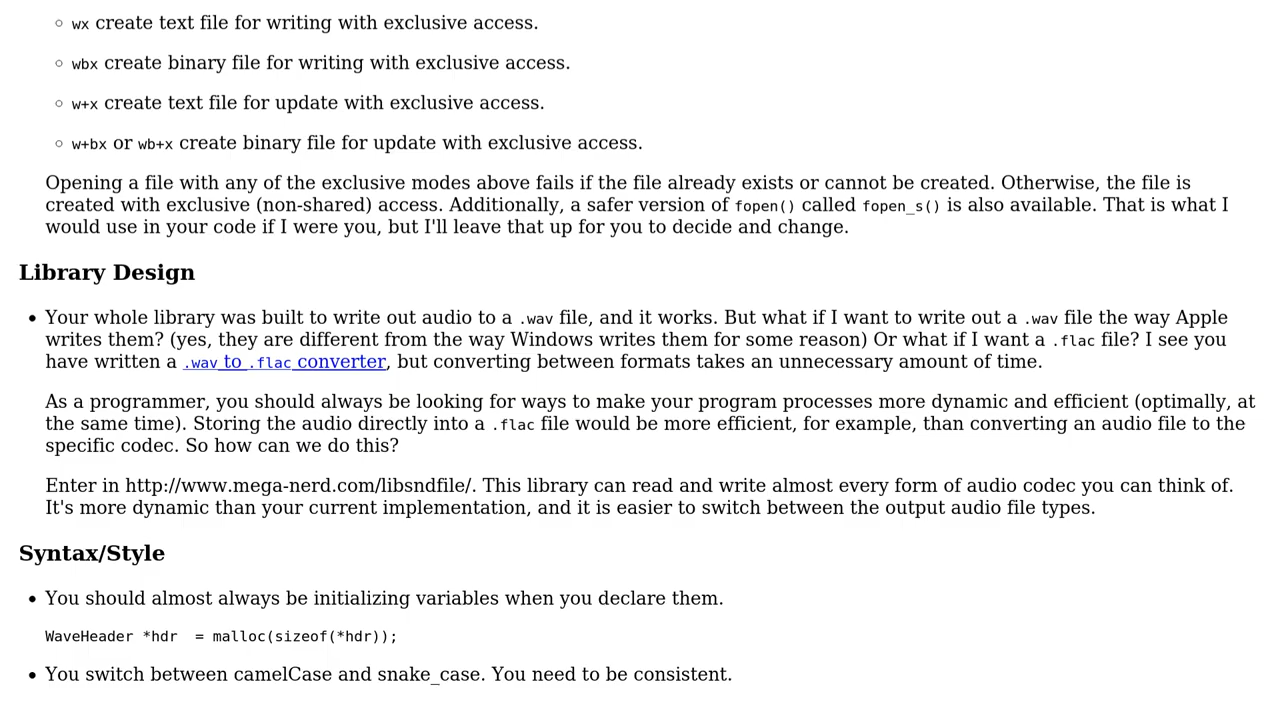 wx create text file for writing with exclusive access.
wbx create binary file for writing with exclusive access.
w+x create text file for update with exclusive access.
w+bx or wb+x create binary file for update with exclusive access.
Opening a file with any of the exclusive modes above fails if the file already exists or cannot be created. Otherwise, the file is
created with exclusive (non-shared) access. Additionally, a safer version of fopen() called fopen_s() is also available. That is what I
would use in your code if I were you, but I'll leave that up for you to decide and change.
Library Design
Your whole library was built to write out audio to a .wav file, and it works. But what if I want to write out a .wav file the way Apple
writes them? (yes, they are different from the way Windows writes them for some reason) Or what if I want a .flac file? I see you
have written a .wav to .flac converter, but converting between formats takes an unnecessary amount of time.
As a programmer, you should always be looking for ways to make your program processes more dynamic and efficient (optimally, at
the same time). Storing the audio directly into a .flac file would be more efficient, for example, than converting an audio file to the
specific codec. So how can we do this?
Enter in http://www.mega-nerd.com/libsndfile/. This library can read and write almost every form of audio codec you can think of.
It's more dynamic than your current implementation, and it is easier to switch between the output audio file types.
Syntax/Style
You should almost always be initializing variables when you declare them.
WaveHeader *hdr  = malloc(sizeof(*hdr));
You switch between camelCase and snake_case. You need to be consistent.